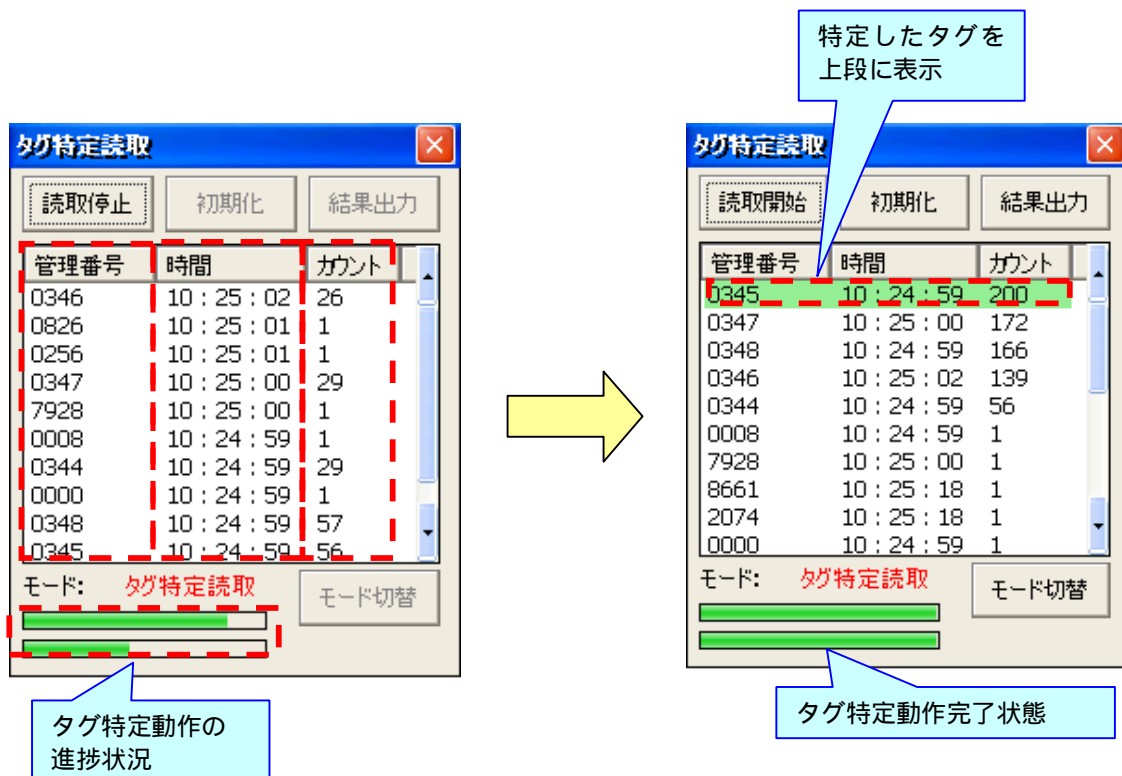 特定したタグを
上段に表示
タグ特定読取
読取停止 初期化 結果出力
管理番号 時間 カウント
0346 10:25:02 26
0826 10:25:01 1
0256 10:25:01 1
0347 10:25:00 29
7928 10:25:00 1
0008 10:24:59 1
0344 10:24:59 29
0000 10:24:59 1
0348 10:24:59 57
0345 10:24:59 56
モード: タグ特定読取 モード切替
タグ特定動作の
進捗状況
タグ特定読取
読取開始 初期化 結果出力
管理番号 時間 カウント
0345 10:24:59 200
0347 10:25:00 172
0348 10:24:59 166
0346 10:25:02 139
0344 10:24:59 56
0008 10:24:59 1
7928 10:25:00 1
8661 10:25:18 1
2074 10:25:18 1
0000 10:24:59 1
モード: タグ特定読取 モード切替
タグ特定動作完了状態